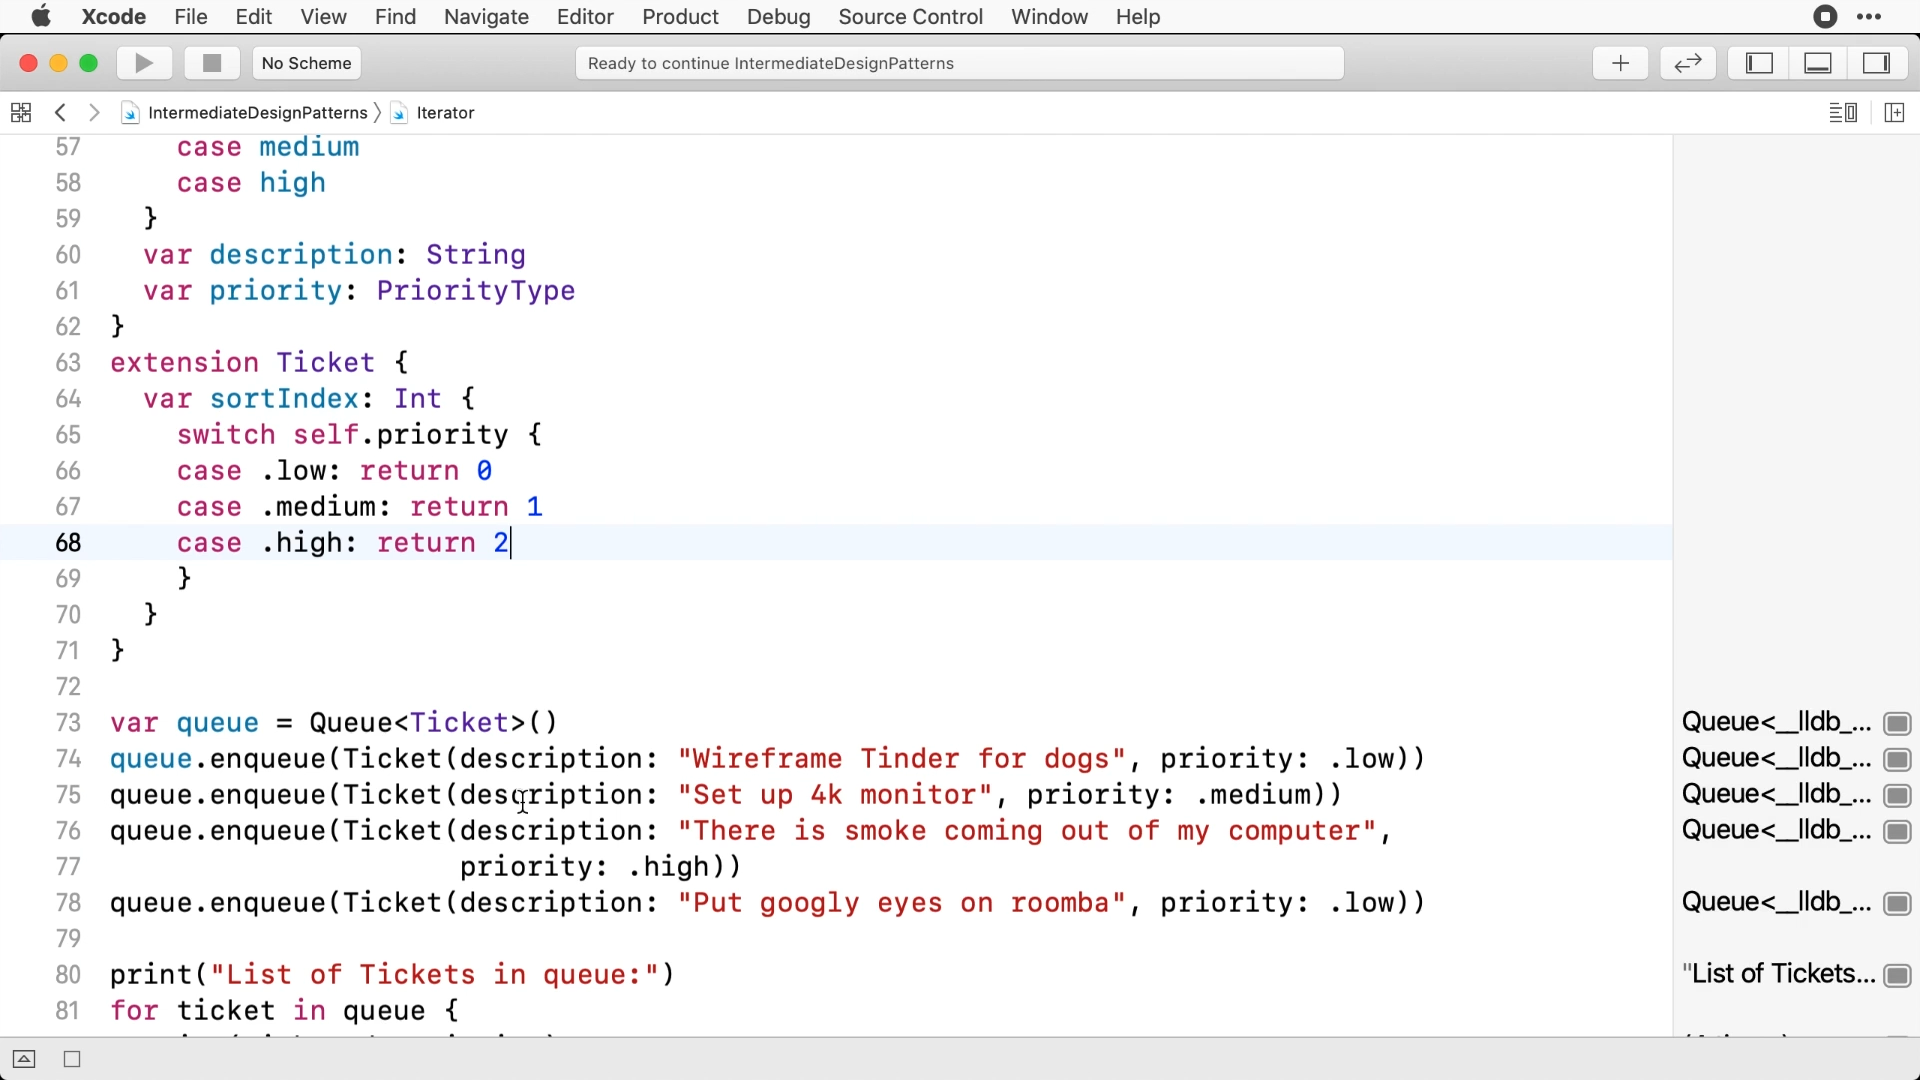 Xcode File Edit View Find Navigate Editor Product Debug Source Control Window Help •••
No Scheme Ready to continue IntermediateDesignPatterns
IntermediateDesignPatterns 〉 Iterator
57 case medium
58 case high
59 }
60 var description: String
61 var priority: PriorityType
62 }
63 extension Ticket {
64 var sortIndex: Int {
65 switch self.priority {
66 case .low: return 0
67 case .medium: return 1
68 case .high: return 2
69 }
70 }
71 }
72
73 var queue = Queue<Ticket>() Queue<__lldb_...
74 queue.enqueue(Ticket(description: "Wireframe Tinder for dogs", priority: .low)) Queue<__lldb_...
75 queue.enqueue(Ticket(description: "Set up 4k monitor", priority: .medium)) Queue<__lldb_...
76 queue.enqueue(Ticket(description: "There is smoke coming out of my computer", Queue<__lldb_...
77 priority: .high))
78 queue.enqueue(Ticket(description: "Put googly eyes on roomba", priority: .low)) Queue<__lldb_...
79
80 print("List of Tickets in queue:") "List of Tickets...
81 for ticket in queue {